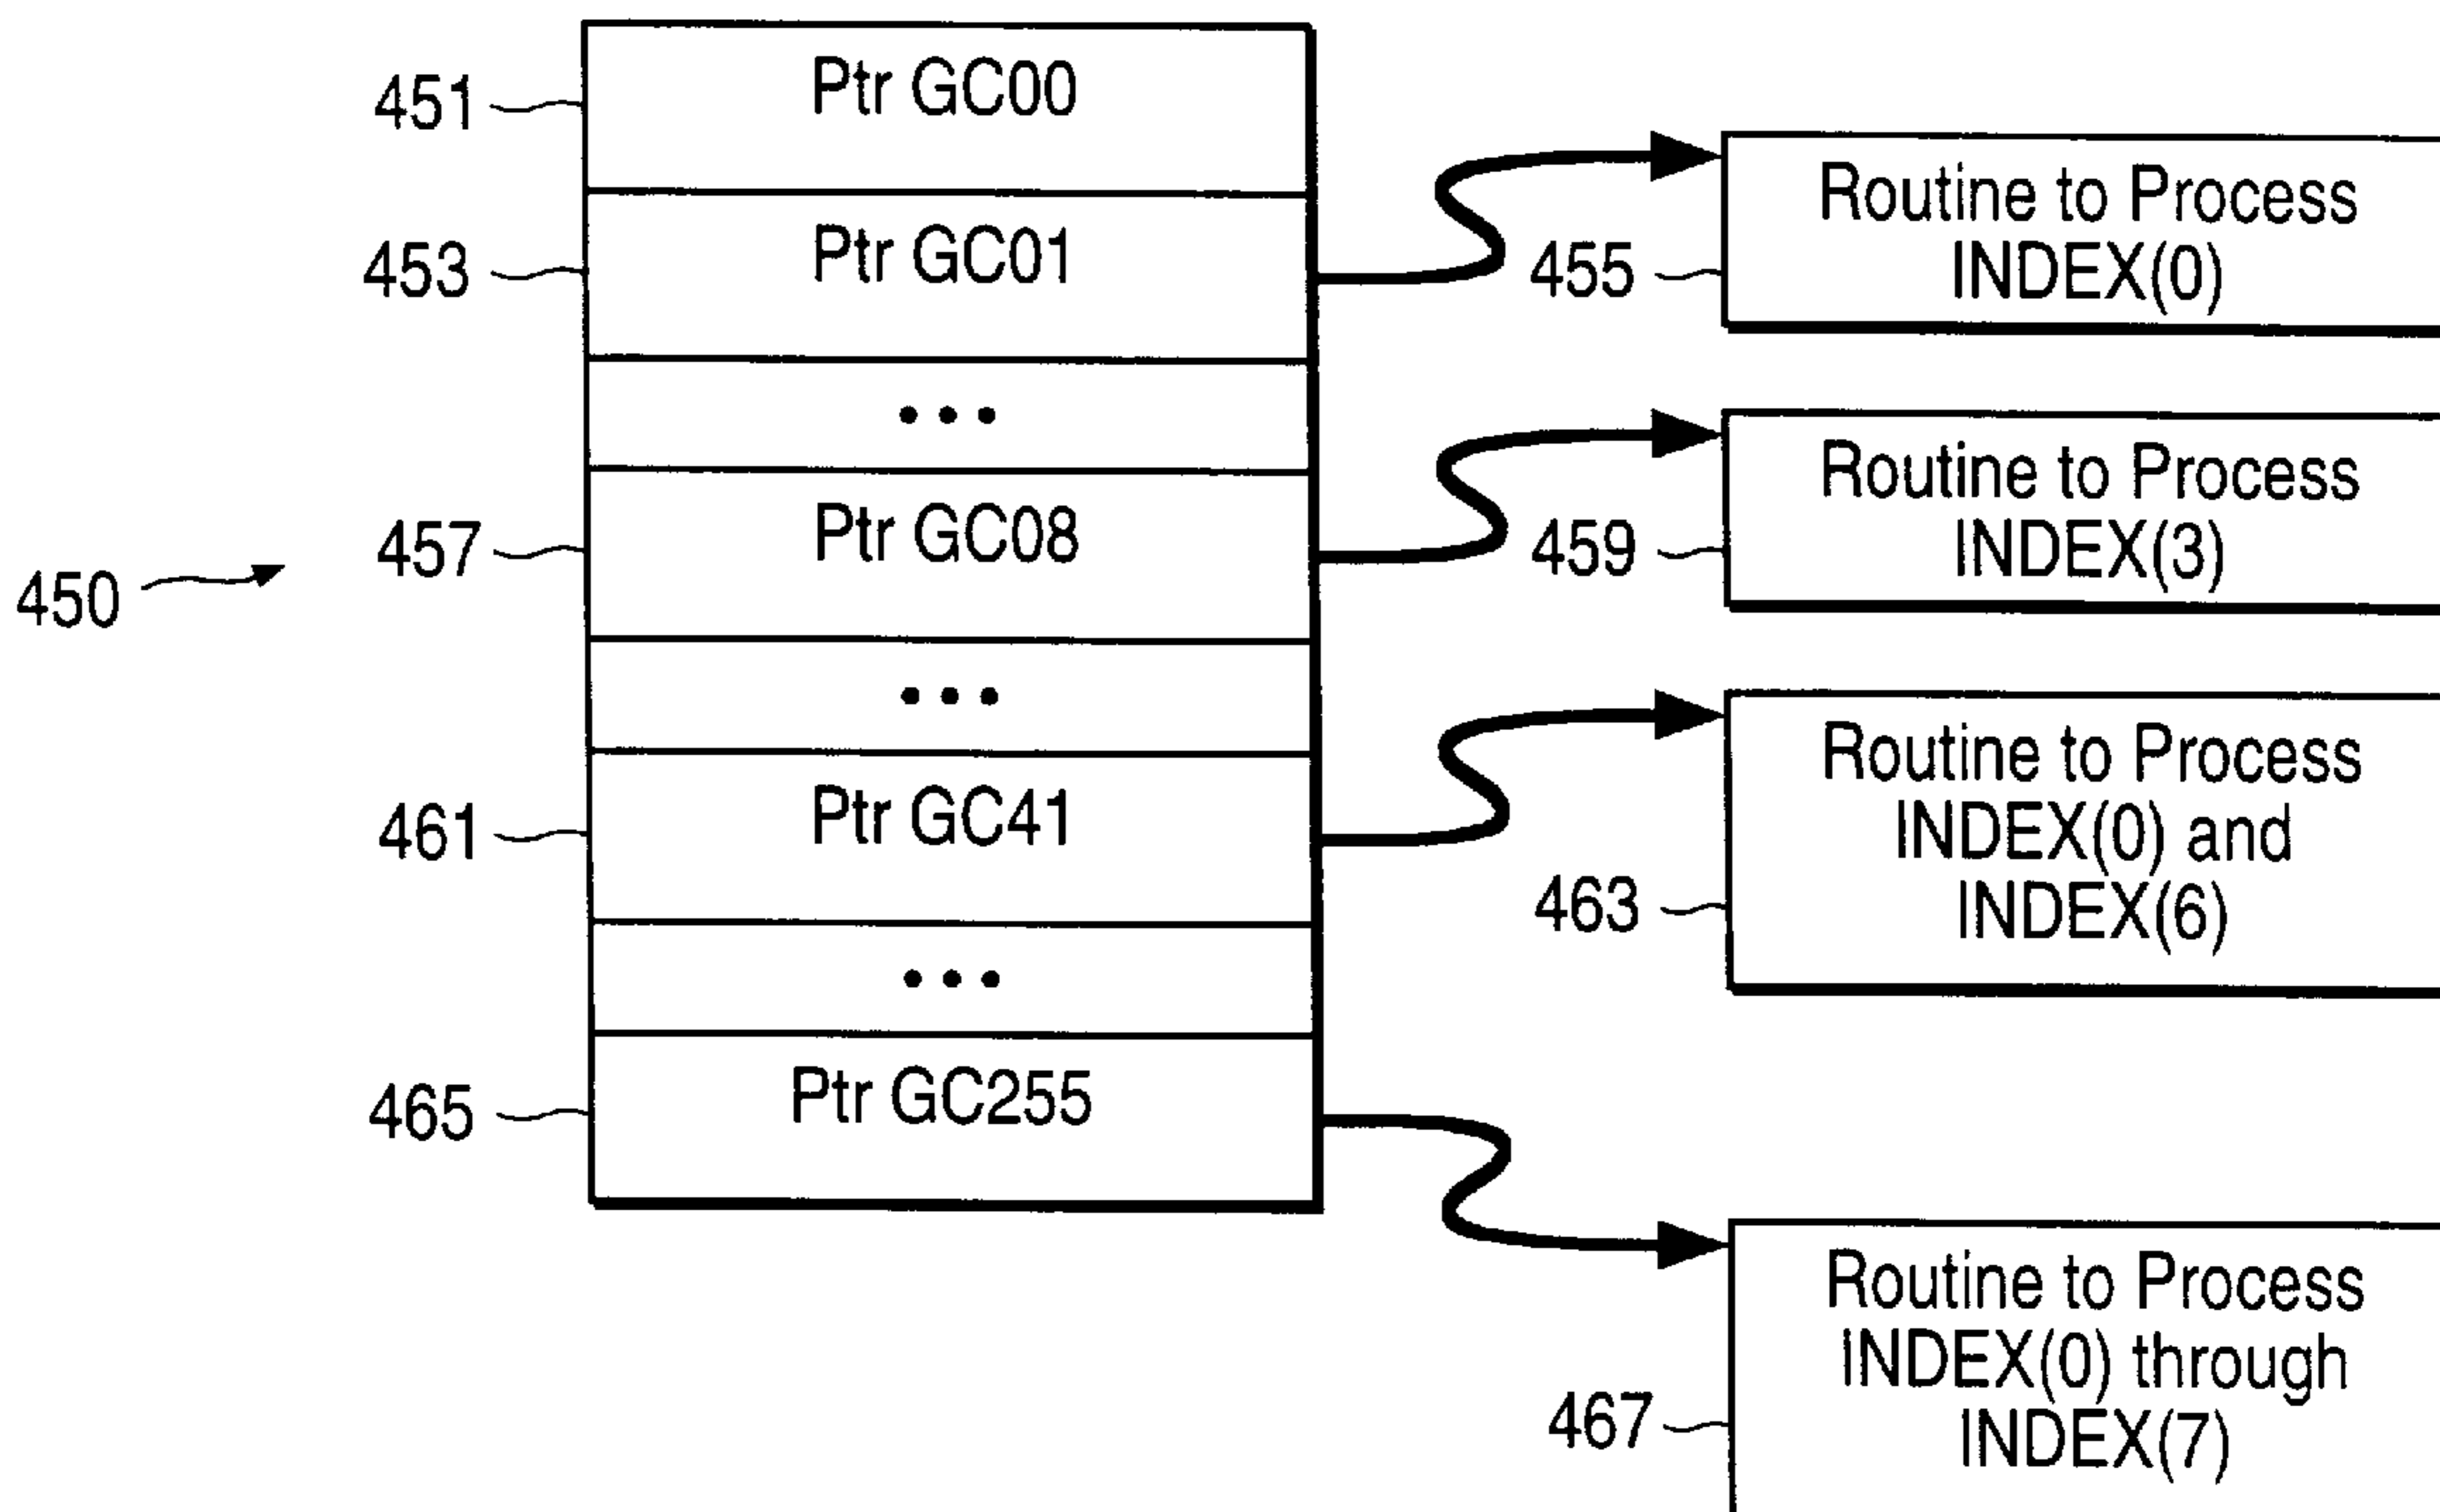 Ptr GC00
451
Ptr GC01
453
Routine to Process
INDEX(0)
455
• • •
Ptr GC08
457
Routine to Process
INDEX(3)
459
450
• • •
Ptr GC41
461
Routine to Process
INDEX(0) and
INDEX(6)
463
• • •
Ptr GC255
465
Routine to Process
INDEX(0) through
INDEX(7)
467